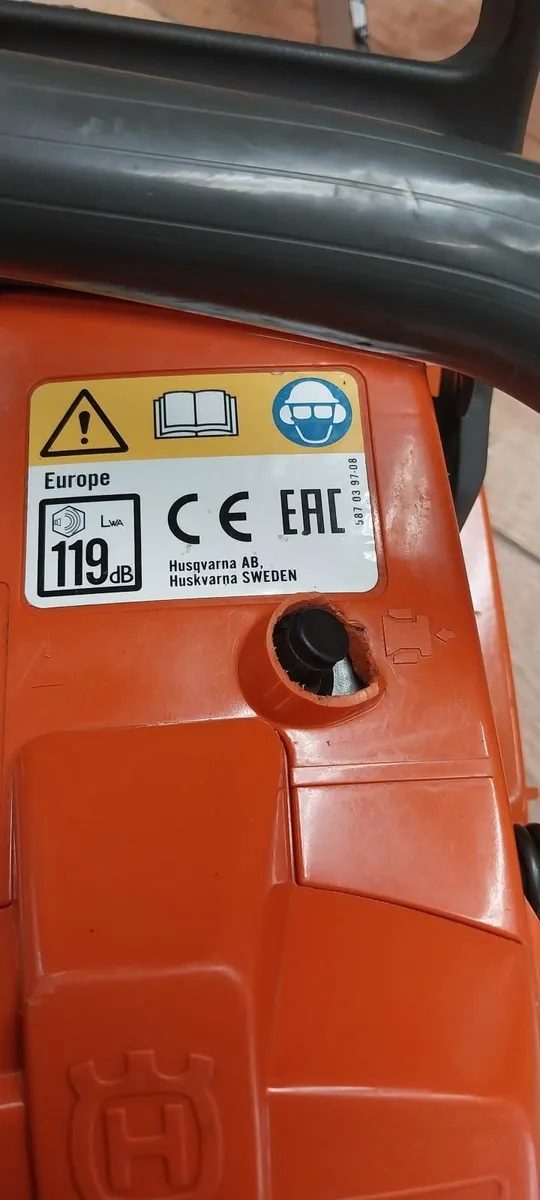 Europe
LWA
119dB
CE EAC
587 03 97-08
Husqvarna AB,
Huskvarna SWEDEN
H